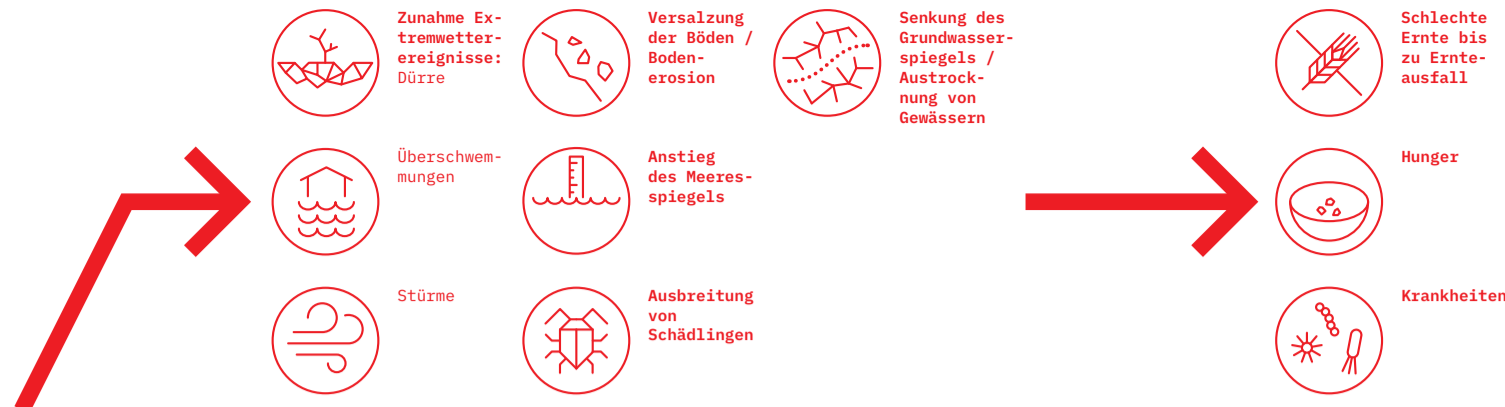 Zunahme Ex-
tremwetter-
ereignisse:
Dürre
Versalzung
der Böden /
Boden-
erosion
Senkung des
Grundwasser-
spiegels /
Austrock-
nung von
Gewässern
Schlechte
Ernte bis
zu Ernte-
ausfall
Überschwem-
mungen
Anstieg
des Meeres-
spiegels
Hunger
Stürme
Ausbreitung
von
Schädlingen
Krankheiten